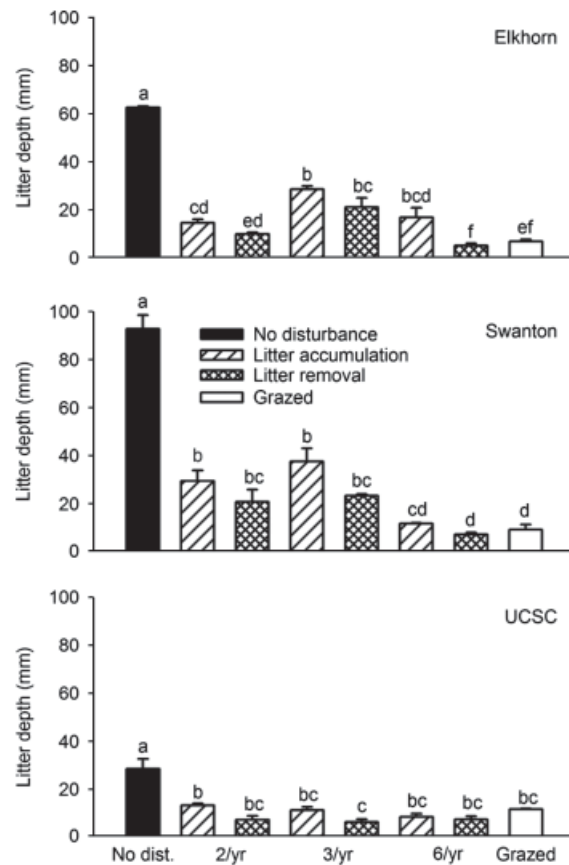 100
Elkhorn
80
a
60
Litter depth (mm)
40
b
bc
cd
bcd
20
ed
f
ef
0
a
100
Swanton
80
No disturbance
Litter accumulation
60
Litter removal
Grazed
Litter depth (mm)
40
b
b
bc
bc
20
cd
d
d
0
100
UCSC
80
60
Litter depth (mm)
40
a
20
b
bc
bc
c
bc
bc
bc
0
No dist. 2/yr 3/yr 6/yr Grazed